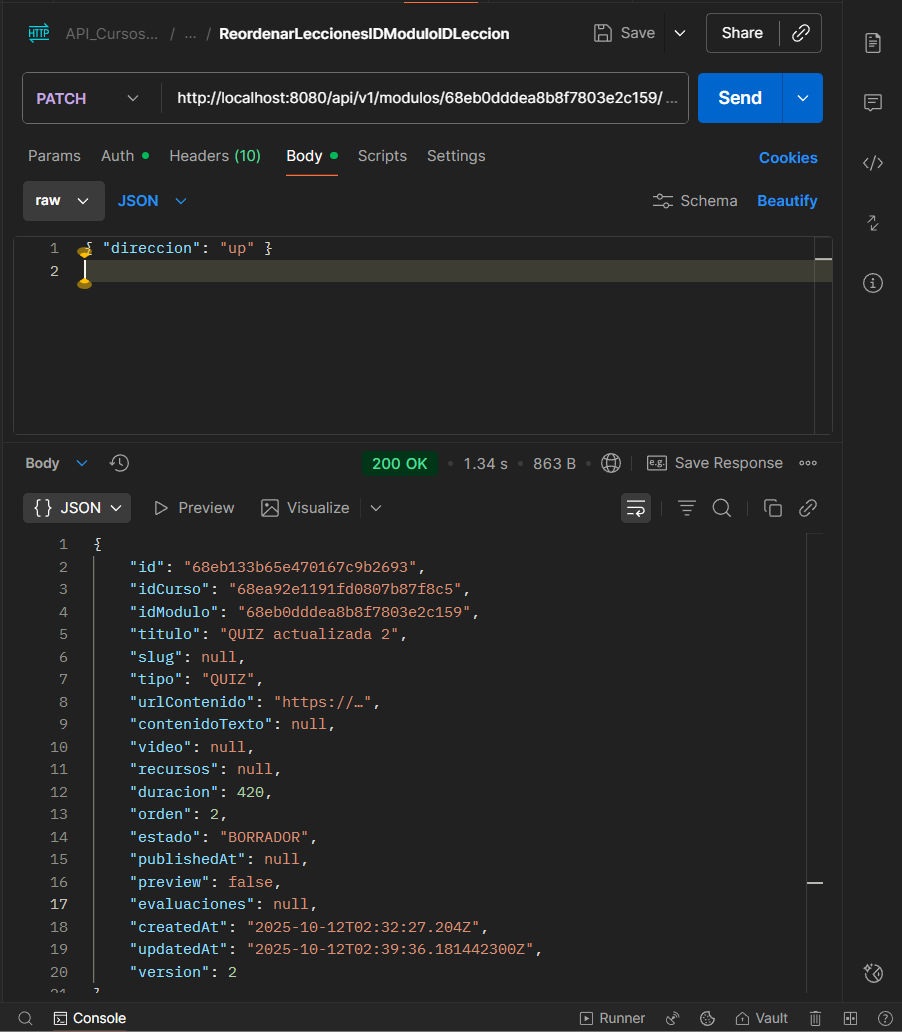 HTTP API_Cursos... / ... / ReordenarLeccionesIDModuloIDLeccion Save Share
PATCH http://localhost:8080/api/v1/modulos/68eb0dddea8b8f7803e2c159/ ... Send
Params Auth Headers (10) Body Scripts Settings Cookies
raw JSON Schema Beautify
1 { "direccion": "up" }
2
Body 200 OK • 1.34 s • 863 B • e.g. Save Response
{} JSON Preview Visualize
1 {
2 "id": "68eb133b65e470167c9b2693",
3 "idCurso": "68ea92e1191fd0807b87f8c5",
4 "idModulo": "68eb0dddea8b8f7803e2c159",
5 "titulo": "QUIZ actualizada 2",
6 "slug": null,
7 "tipo": "QUIZ",
8 "urlContenido": "https://…",
9 "contenidoTexto": null,
10 "video": null,
11 "recursos": null,
12 "duracion": 420,
13 "orden": 2,
14 "estado": "BORRADOR",
15 "publishedAt": null,
16 "preview": false,
17 "evaluaciones": null,
18 "createdAt": "2025-10-12T02:32:27.204Z",
19 "updatedAt": "2025-10-12T02:39:36.181442300Z",
20 "version": 2
21 }
Console Runner Vault